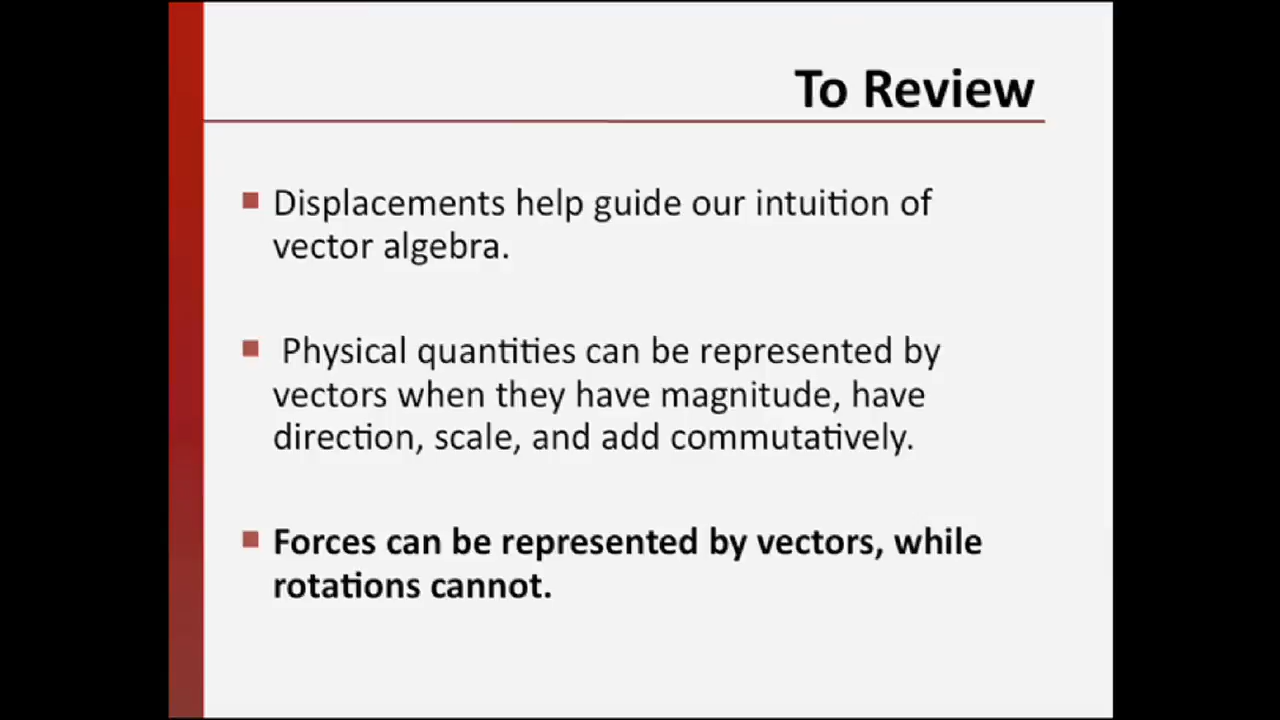 To Review
Displacements help guide our intuition of
vector algebra.
Physical quantities can be represented by
vectors when they have magnitude, have
direction, scale, and add commutatively.
Forces can be represented by vectors, while
rotations cannot.